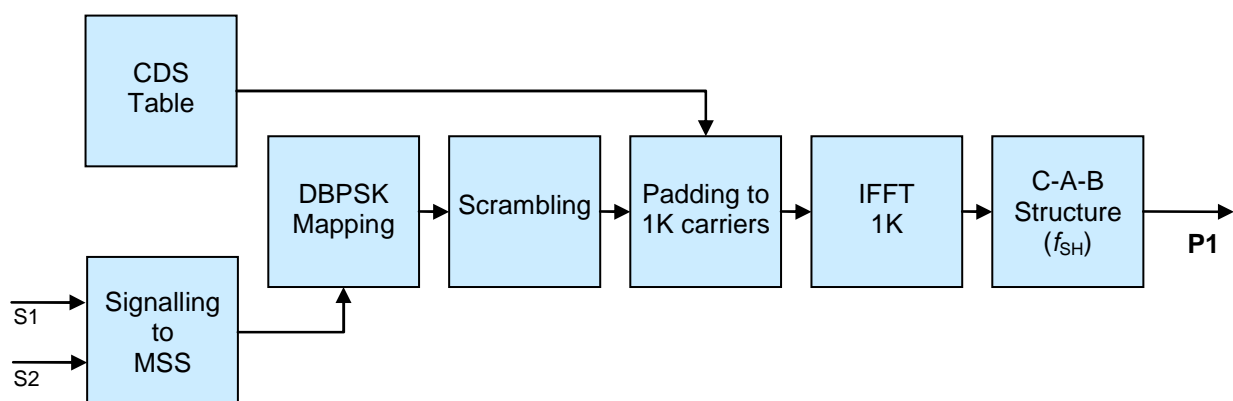 CDS
Table
DBPSK
Mapping
Scrambling
Padding to
1K carriers
IFFT
1K
C-A-B
Structure
(fSH)
P1
Signalling
to
MSS
S1
S2